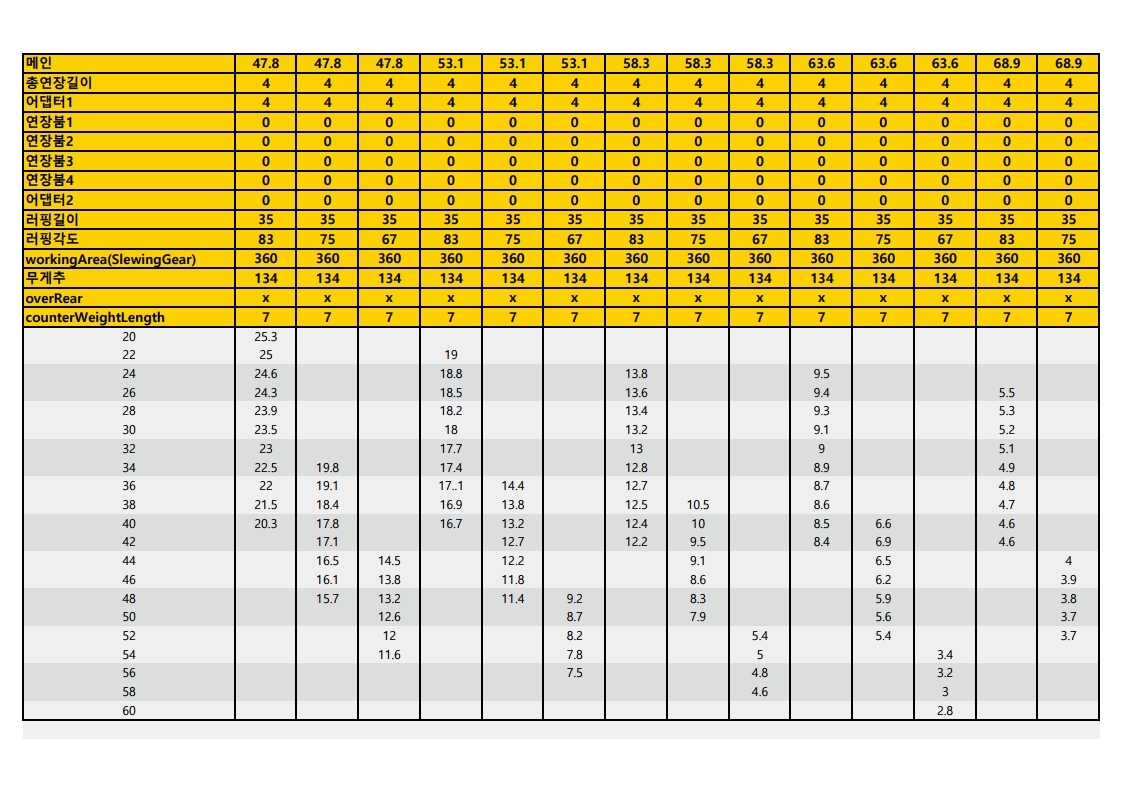 메인 47.8 47.8 47.8 53.1 53.1 53.1 58.3 58.3 58.3 63.6 63.6 63.6 68.9 68.9
총연장길이 4 4 4 4 4 4 4 4 4 4 4 4 4 4
어댑터1 4 4 4 4 4 4 4 4 4 4 4 4 4 4
연장붐1 0 0 0 0 0 0 0 0 0 0 0 0 0 0
연장붐2 0 0 0 0 0 0 0 0 0 0 0 0 0 0
연장붐3 0 0 0 0 0 0 0 0 0 0 0 0 0 0
연장붐4 0 0 0 0 0 0 0 0 0 0 0 0 0 0
어댑터2 0 0 0 0 0 0 0 0 0 0 0 0 0 0
러핑길이 35 35 35 35 35 35 35 35 35 35 35 35 35 35
러핑각도 83 75 67 83 75 67 83 75 67 83 75 67 83 75
workingArea(SlewingGear) 360 360 360 360 360 360 360 360 360 360 360 360 360 360
무게추 134 134 134 134 134 134 134 134 134 134 134 134 134 134
overRear x x x x x x x x x x x x x x
counterWeightLength 7 7 7 7 7 7 7 7 7 7 7 7 7 7
20 25.3
22 25 19
24 24.6 18.8 13.8 9.5
26 24.3 18.5 13.6 9.4 5.5
28 23.9 18.2 13.4 9.3 5.3
30 23.5 18 13.2 9.1 5.2
32 23 17.7 13 9 5.1
34 22.5 19.8 17.4 12.8 8.9 4.9
36 22 19.1 17..1 14.4 12.7 8.7 4.8
38 21.5 18.4 16.9 13.8 12.5 10.5 8.6 4.7
40 20.3 17.8 16.7 13.2 12.4 10 8.5 6.6 4.6
42 17.1 12.7 12.2 9.5 8.4 6.9 4.6
44 16.5 14.5 12.2 9.1 6.5 4
46 16.1 13.8 11.8 8.6 6.2 3.9
48 15.7 13.2 11.4 9.2 8.3 5.9 3.8
50 12.6 8.7 7.9 5.6 3.7
52 12 8.2 5.4 5.4 3.7
54 11.6 7.8 5 3.4
56 7.5 4.8 3.2
58 4.6 3
60 2.8